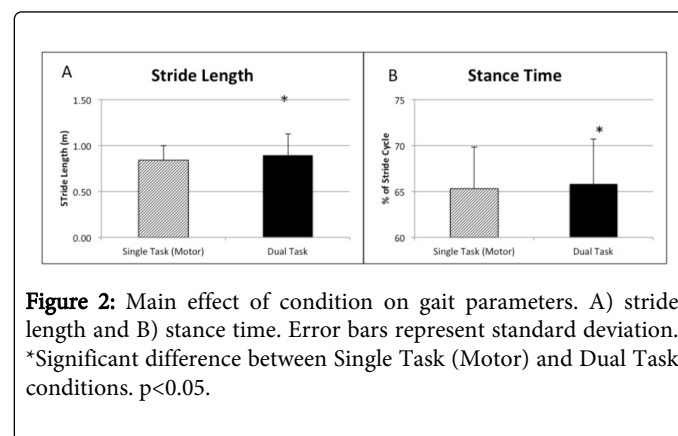 A
Stride Length
*
1.50
1.00
0.50
0.00
STride Length (m)
Single Task (Motor)
Dual Task
B
Stance Time
*
75
70
65
60
% of Stride Cycle
Single Task (Motor)
Dual Task
Figure 2: Main effect of condition on gait parameters. A) stride
length and B) stance time. Error bars represent standard deviation.
*Significant difference between Single Task (Motor) and Dual Task
conditions. p<0.05.